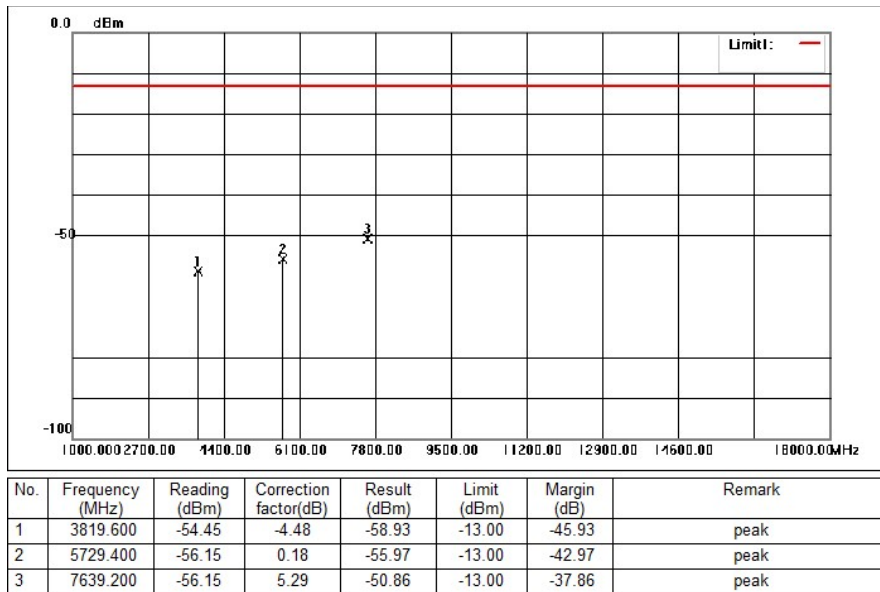 0.0 dBm
Limit1:
3
-50
1 2
-100
1000.000 2700.00 4400.00 6100.00 7800.00 9500.00 11200.00 12900.00 14600.00 18000.00 MHz
No. Frequency (MHz) Reading (dBm) Correction factor(dB) Result (dBm) Limit (dBm) Margin (dB) Remark
1 3819.600 -54.45 -4.48 -58.93 -13.00 -45.93 peak
2 5729.400 -56.15 0.18 -55.97 -13.00 -42.97 peak
3 7639.200 -56.15 5.29 -50.86 -13.00 -37.86 peak